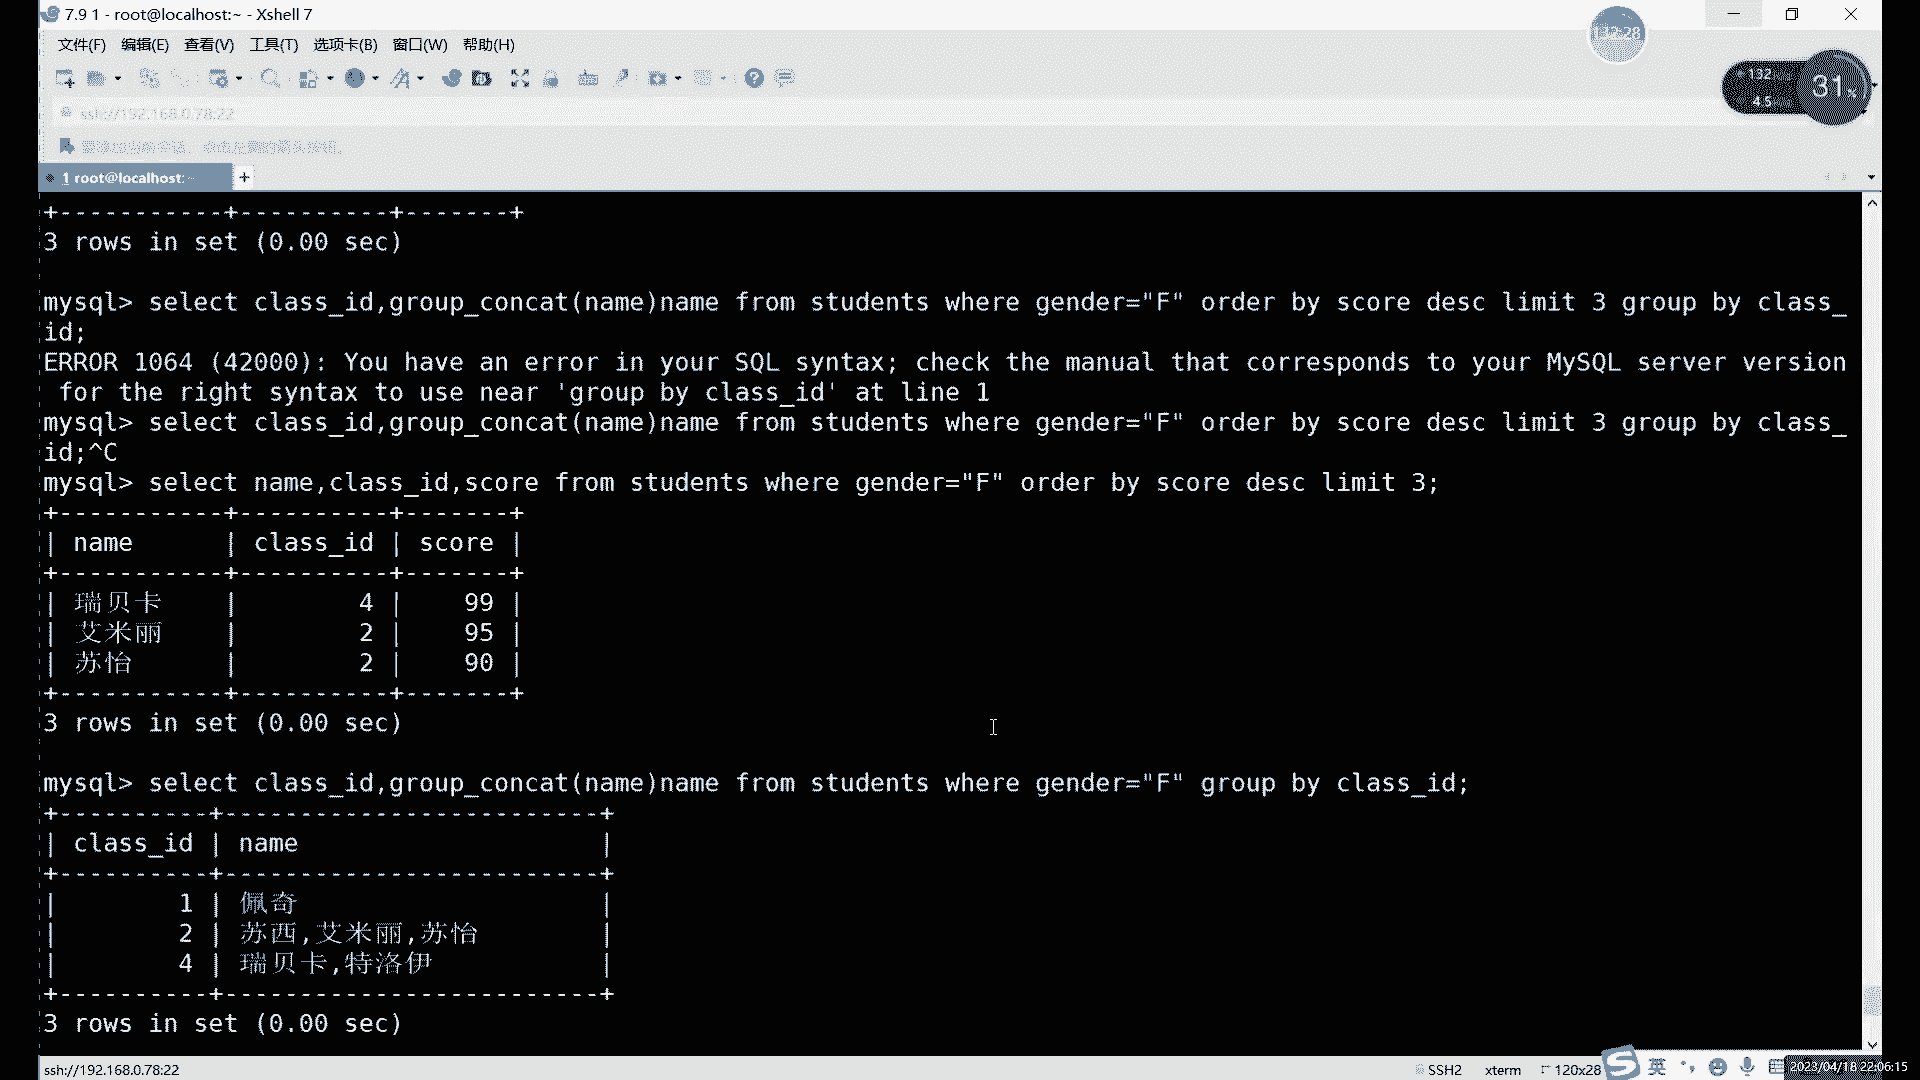 7.9 1 - root@localhost:~ - Xshell 7
文件(F) 编辑(E) 查看(V) 工具(T) 选项卡(B) 窗口(W) 帮助(H)
132
31%
4.5
ssh://192.168.0.78:22
1 root@localhost:~
+-----------+----------+-------+
3 rows in set (0.00 sec)
mysql> select class_id,group_concat(name)name from students where gender="F" order by score desc limit 3 group by class_
id;
ERROR 1064 (42000): You have an error in your SQL syntax; check the manual that corresponds to your MySQL server version
for the right syntax to use near 'group by class_id' at line 1
mysql> select class_id,group_concat(name)name from students where gender="F" order by score desc limit 3 group by class_
id;^C
mysql> select name,class_id,score from students where gender="F" order by score desc limit 3;
+-----------+----------+-------+
| name | class_id | score |
+-----------+----------+-------+
| 瑞贝卡 | 4 | 99 |
| 艾米丽 | 2 | 95 |
| 苏怡 | 2 | 90 |
+-----------+----------+-------+
3 rows in set (0.00 sec)
mysql> select class_id,group_concat(name)name from students where gender="F" group by class_id;
+----------+-------------------------+
| class_id | name |
+----------+-------------------------+
| 1 | 佩奇 |
| 2 | 苏西,艾米丽,苏怡 |
| 4 | 瑞贝卡,特洛伊 |
+----------+-------------------------+
3 rows in set (0.00 sec)
ssh://192.168.0.78:22
SSH2 xterm 120x28 英 2023/04/18 22:06:15